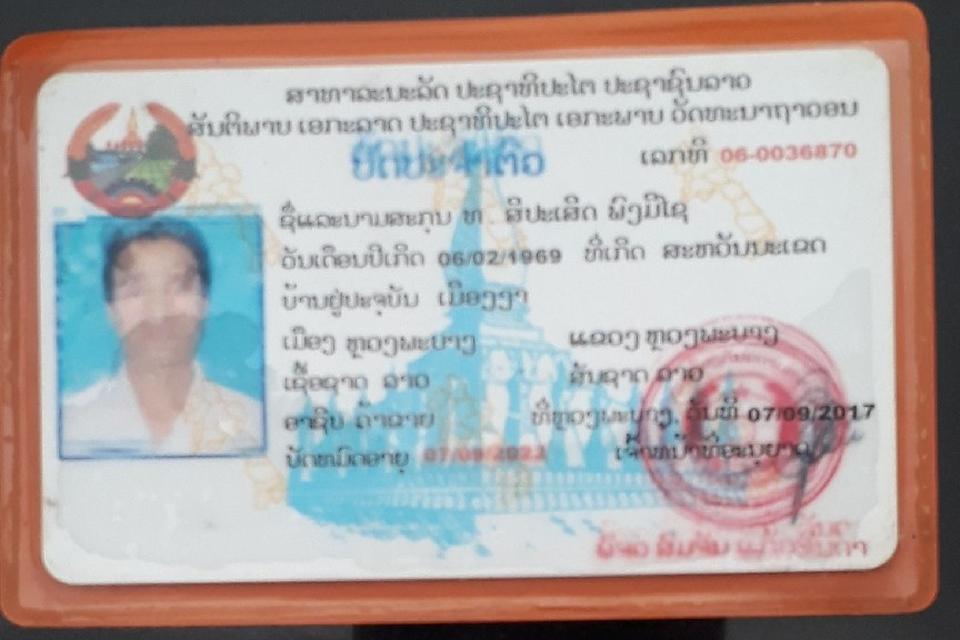 ສາທາລະນະລັດ ປະຊາທິປະໄຕ ປະຊາຊົນລາວ
ສັນຕິພາບ ເອກະລາດ ປະຊາທິປະໄຕ ເອກະພາບ ວັດທະນາຖາວອນ
ບັດປະຈຳຕົວ ເລກທີ 06-0036870
ຊື່ແລະນາມສະກຸນ ທ . ສີປະເສີດ ພົງມີໄຊ
ວັນເດືອນປີເກີດ 06/02/1969 ທີ່ເກີດ ສະຫວັນນະເຂດ
ບ້ານຢູ່ປະຈຸບັນ ເມືອງງາ
ເມືອງ ຫຼວງພະບາງ ແຂວງ ຫຼວງພະບາງ
ເຊື້ອຊາດ ລາວ ສັນຊາດ ລາວ
ອາຊີບ ຄ້າຂາຍ ທີ່ຫຼວງພະບາງ, ວັນທີ 07/09/2017
ບັດຫມົດອາຍຸ 07/09/2022 ເຈົ້າຫນ້າທີ່ອະນຸຍາດ